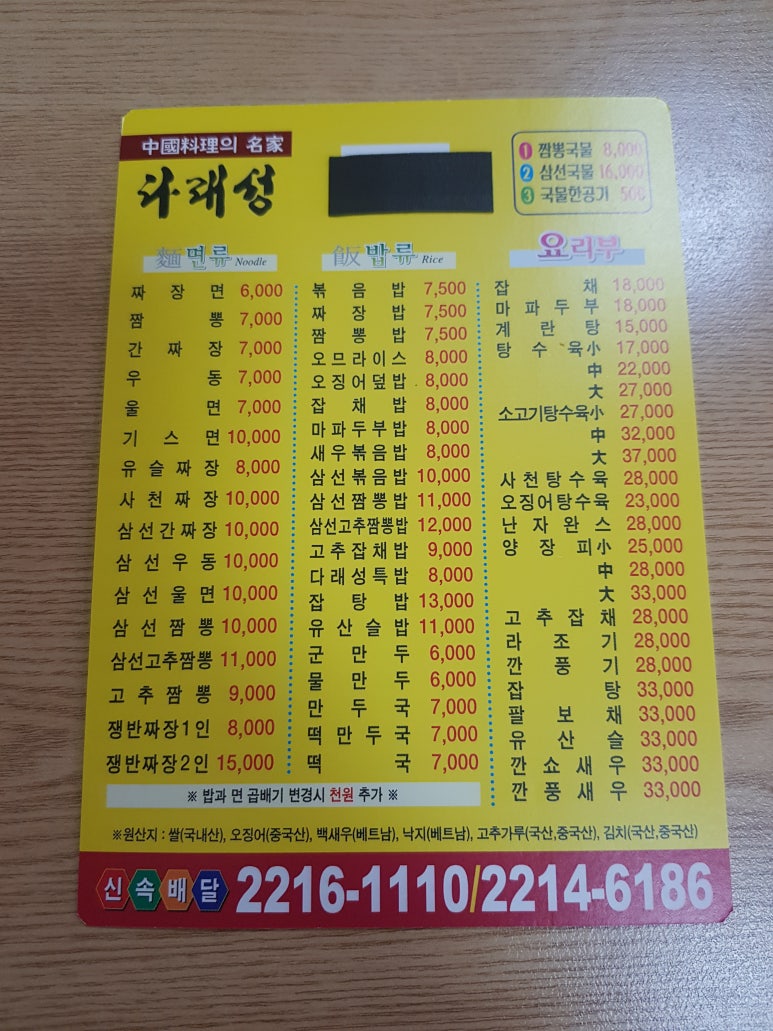 中國料理의 名家
다래성
1 짬뽕국물 8,000
2 삼선국물 16,000
3 국물한공기 500
麵 면류 Noodle
짜장면 6,000
짬뽕 7,000
간짜장 7,000
우동 7,000
울면 7,000
기스면 10,000
유슬짜장 8,000
사천짜장 10,000
삼선간짜장 10,000
삼선우동 10,000
삼선울면 10,000
삼선짬뽕 10,000
삼선고추짬뽕 11,000
고추짬뽕 9,000
쟁반짜장1인 8,000
쟁반짜장2인 15,000
飯 밥류 Rice
볶음밥 7,500
짜장밥 7,500
짬뽕밥 7,500
오므라이스 8,000
오징어덮밥 8,000
잡채밥 8,000
마파두부밥 8,000
새우볶음밥 8,000
삼선볶음밥 10,000
삼선짬뽕밥 11,000
삼선고추짬뽕밥 12,000
고추잡채밥 9,000
다래성특밥 8,000
잡탕밥 13,000
유산슬밥 11,000
군만두 6,000
물만두 6,000
만두국 7,000
떡만두국 7,000
떡국 7,000
요리부
잡채 18,000
마파두부 18,000
계란탕 15,000
탕수육小 17,000
中 22,000
大 27,000
소고기탕수육小 27,000
中 32,000
大 37,000
사천탕수육 28,000
오징어탕수육 23,000
난자완스 28,000
양장피小 25,000
中 28,000
大 33,000
고추잡채 28,000
라조기 28,000
깐풍기 28,000
잡탕 33,000
팔보채 33,000
유산슬 33,000
깐쇼새우 33,000
깐풍새우 33,000
※ 밥과 면 곱배기 변경시 천원 추가 ※
※원산지 : 쌀(국내산), 오징어(중국산), 백새우(베트남), 낙지(베트남), 고추가루(국산,중국산), 김치(국산,중국산)
신속배달 2216-1110/2214-6186